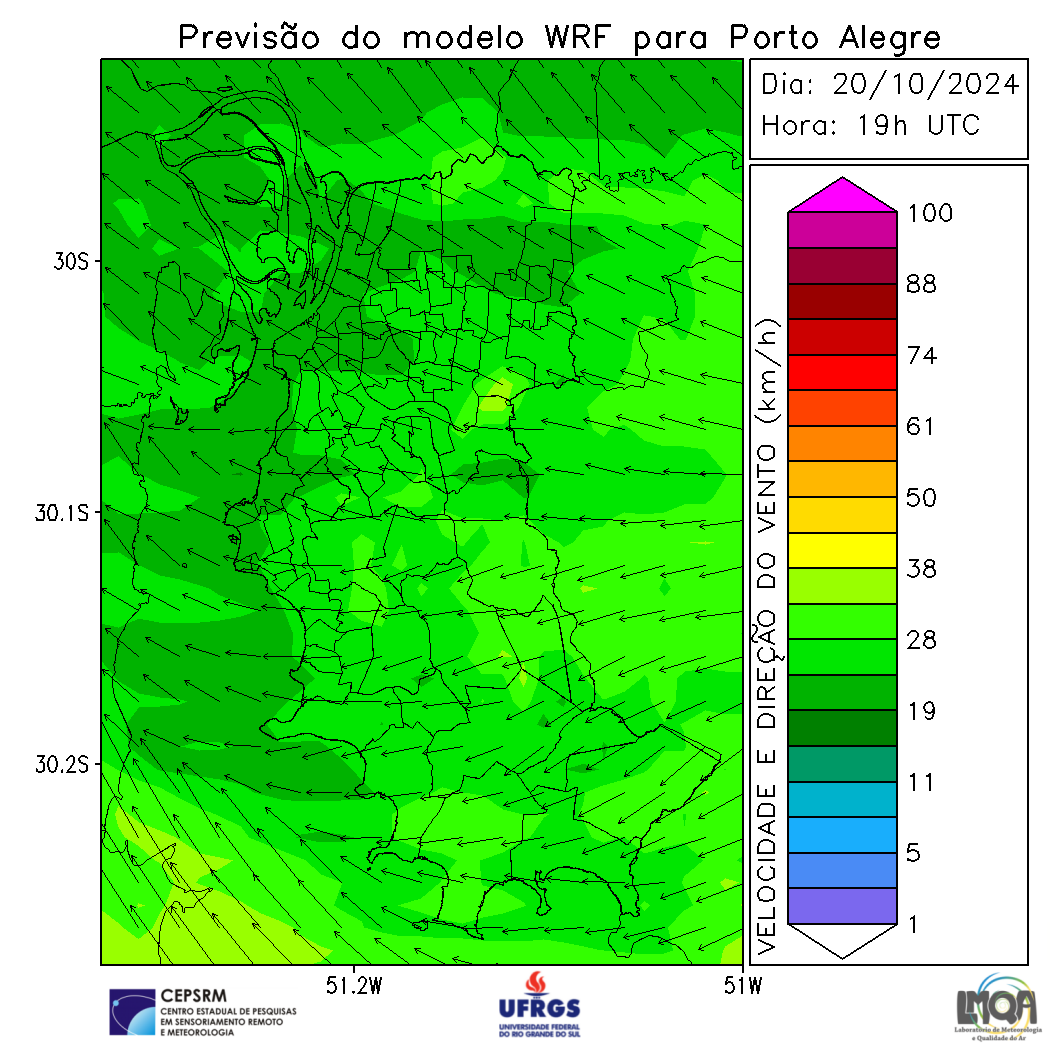 Previsão do modelo WRF para Porto Alegre
Dia: 20/10/2024
Hora: 19h UTC
30S
30.1S
30.2S
51.2W
51W
VELOCIDADE E DIREÇÃO DO VENTO (km/h)
100
88
74
61
50
38
28
19
11
5
1
CEPSRM
CENTRO ESTADUAL DE PESQUISAS
EM SENSORIAMENTO REMOTO
E METEOROLOGIA
UFRGS
UNIVERSIDADE FEDERAL
DO RIO GRANDE DO SUL
LMQA
Laboratório de Meteorologia
e Qualidade do Ar